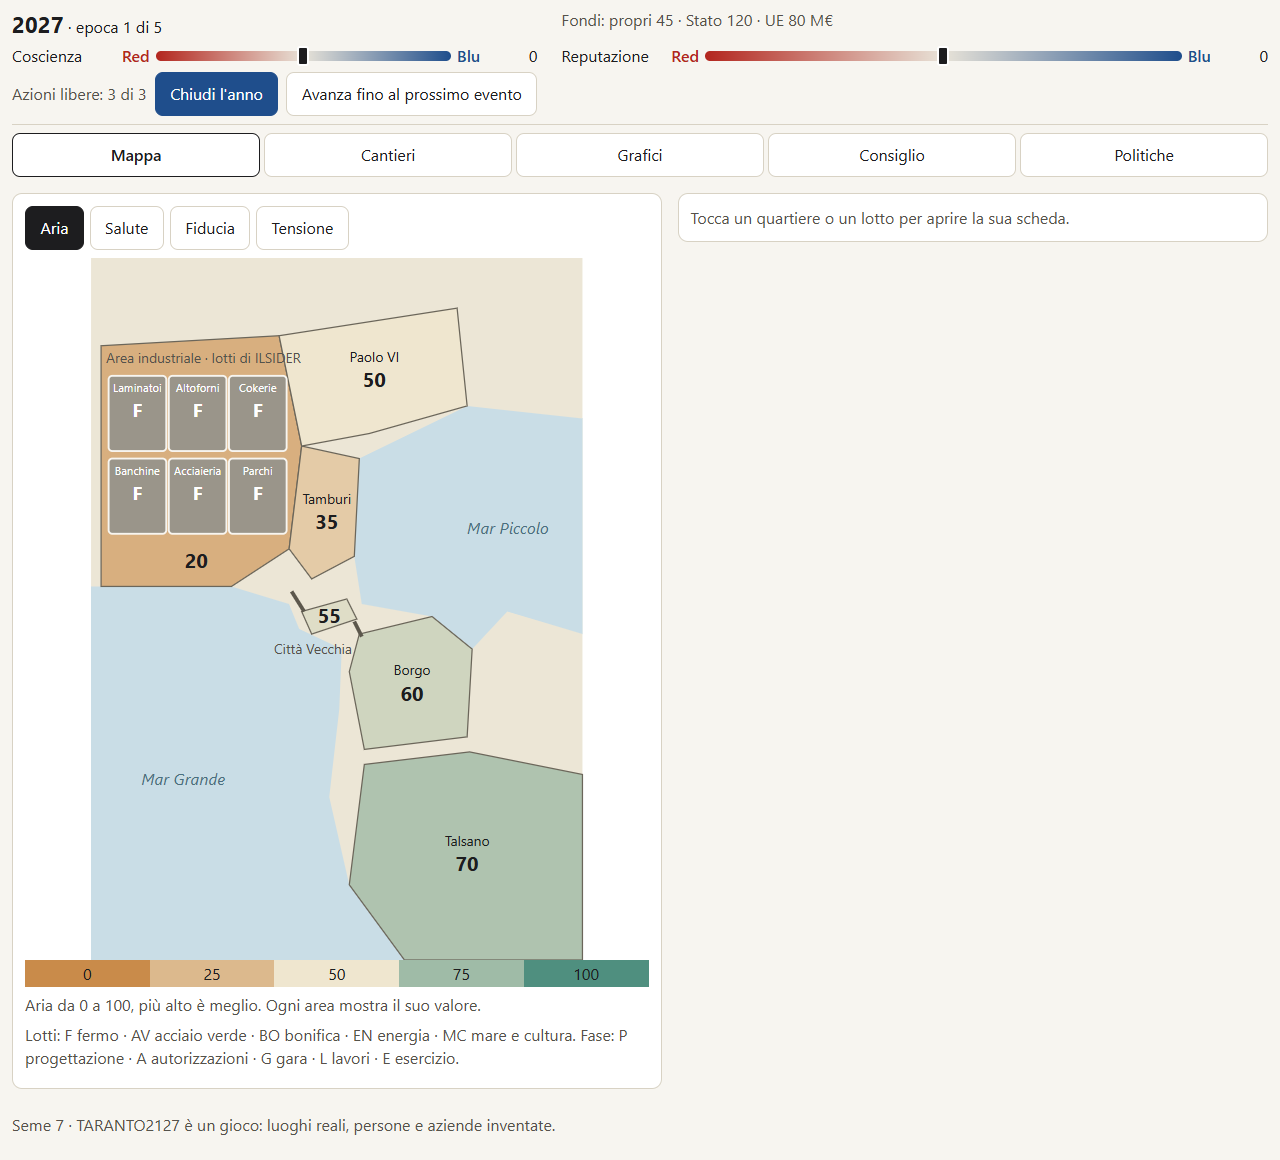 2027 · epoca 1 di 5
Fondi: propri 45 · Stato 120 · UE 80 M€
Coscienza Red Blu 0
Reputazione Red Blu 0
Azioni libere: 3 di 3 Chiudi l'anno Avanza fino al prossimo evento
Mappa Cantieri Grafici Consiglio Politiche
Aria Salute Fiducia Tensione
Tocca un quartiere o un lotto per aprire la sua scheda.
Area industriale · lotti di ILSIDER
Paolo VI
50
Laminatoi Altoforni Cokerie
F F F
Banchine Acciaieria Parchi
F F F
20
Tamburi
35
Mar Piccolo
55
Città Vecchia
Borgo
60
Mar Grande
Talsano
70
0 25 50 75 100
Aria da 0 a 100, più alto è meglio. Ogni area mostra il suo valore.
Lotti: F fermo · AV acciaio verde · BO bonifica · EN energia · MC mare e cultura. Fase: P
progettazione · A autorizzazioni · G gara · L lavori · E esercizio.
Seme 7 · TARANTO2127 è un gioco: luoghi reali, persone e aziende inventate.